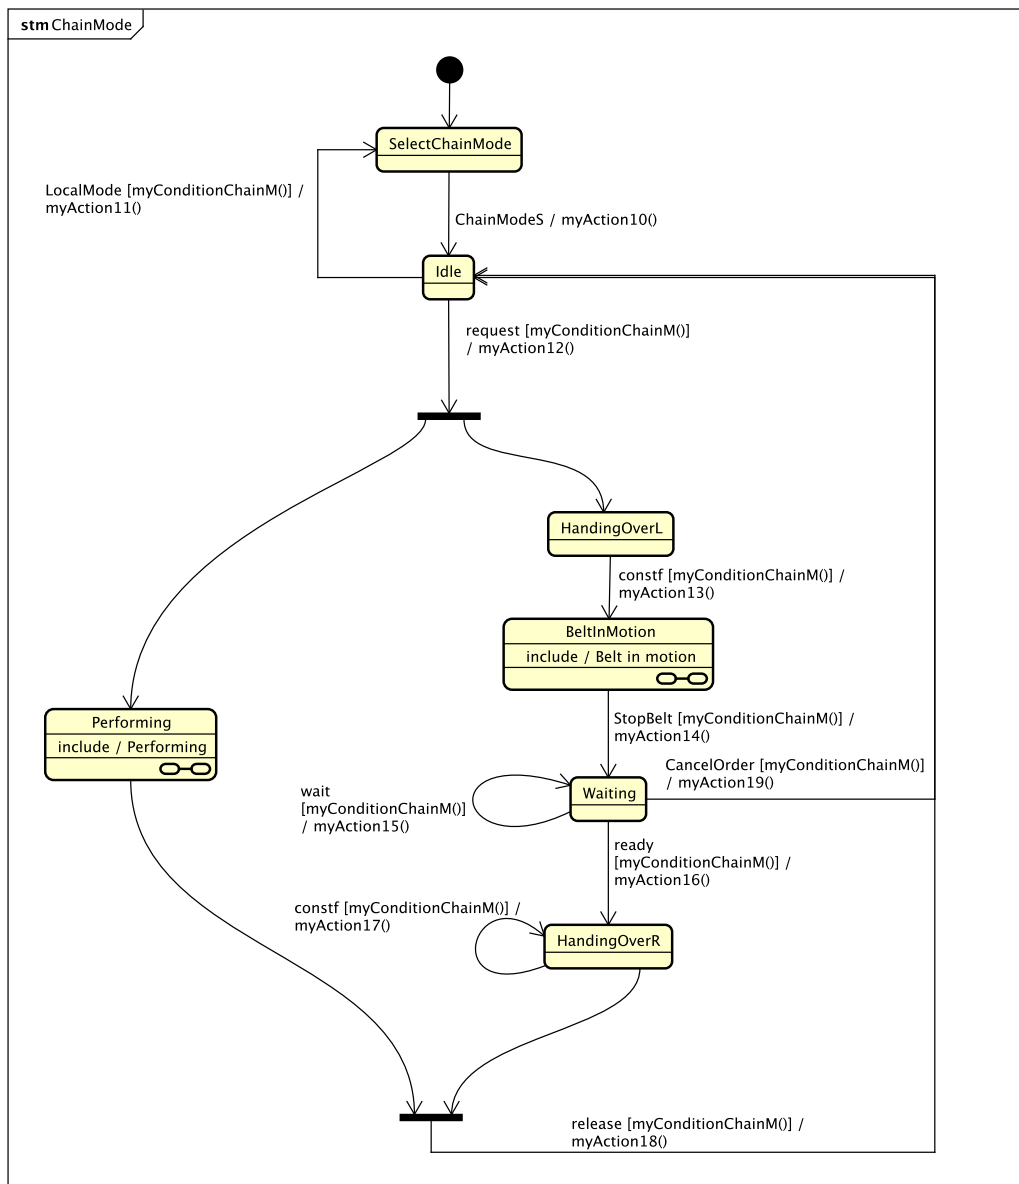 stm ChainMode
SelectChainMode
LocalMode [myConditionChainM()] /
myAction11()
ChainModeS / myAction10()
Idle
request [myConditionChainM()]
/ myAction12()
HandingOverL
constf [myConditionChainM()] /
myAction13()
BeltInMotion
include / Belt in motion
Performing
include / Performing
StopBelt [myConditionChainM()] /
myAction14()
CancelOrder [myConditionChainM()]
/ myAction19()
Waiting
wait
[myConditionChainM()]
/ myAction15()
ready
[myConditionChainM()] /
myAction16()
constf [myConditionChainM()] /
myAction17()
HandingOverR
release [myConditionChainM()] /
myAction18()